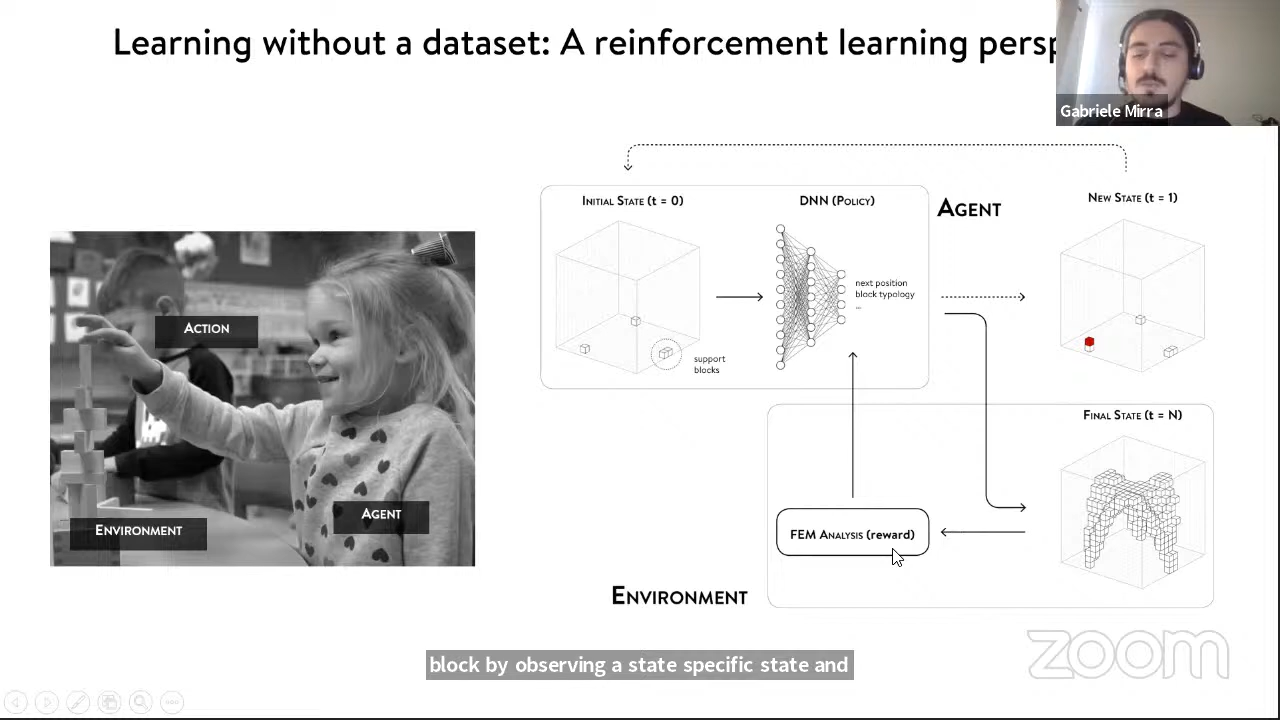 Learning without a dataset: A reinforcement learning persp
Gabriele Mirra
Initial State (t = 0)
DNN (Policy)
Agent
New State (t = 1)
next position
block typology
...
support
blocks
Action
Agent
Environment
Final State (t = N)
FEM Analysis (reward)
Environment
zoom
block by observing a state specific state and